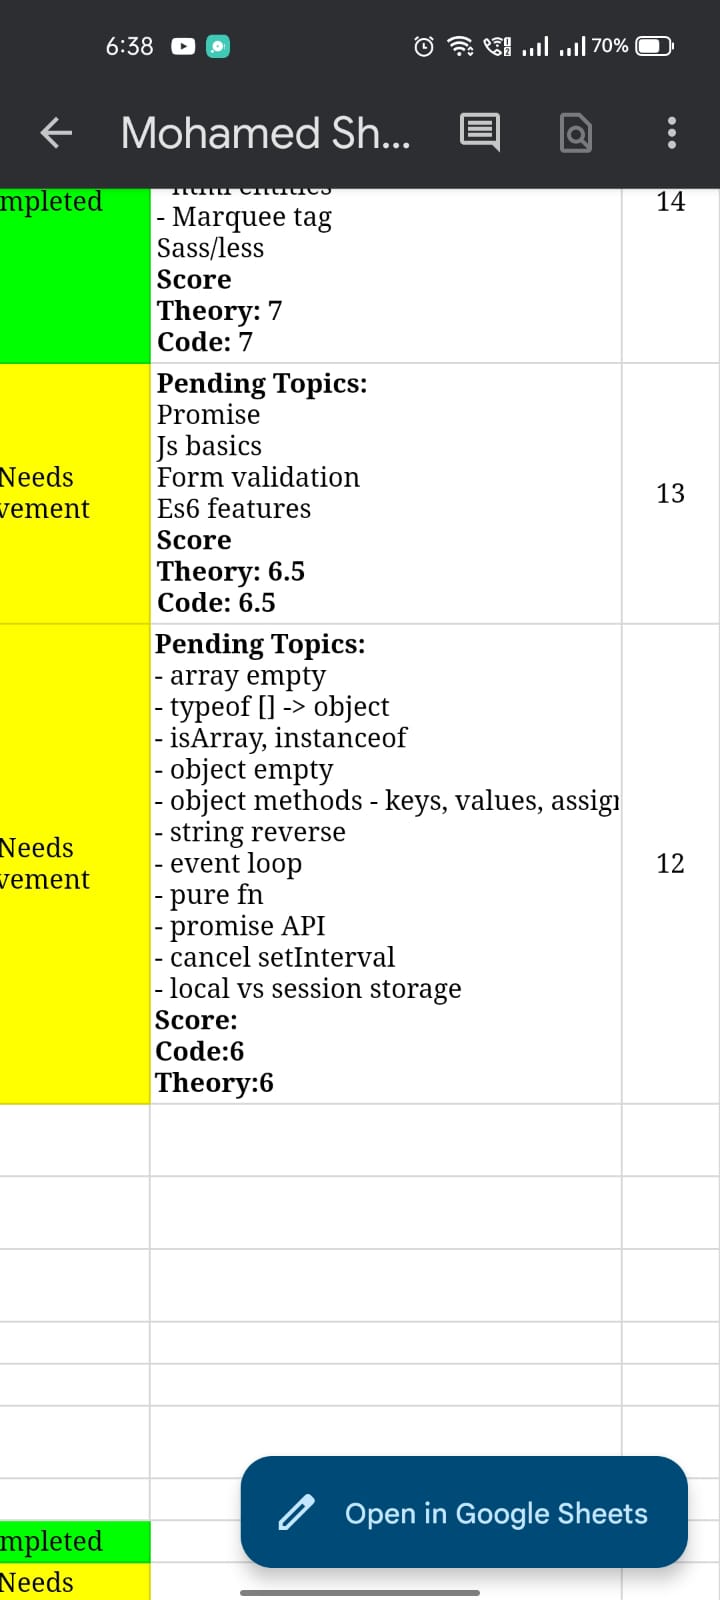 6:38
70%
Mohamed Sh...
mpleted
html entities
- Marquee tag
Sass/less
Score
Theory: 7
Code: 7
14
Needs
vement
Pending Topics:
Promise
Js basics
Form validation
Es6 features
Score
Theory: 6.5
Code: 6.5
13
Needs
vement
Pending Topics:
- array empty
- typeof [] -> object
- isArray, instanceof
- object empty
- object methods - keys, values, assign
- string reverse
- event loop
- pure fn
- promise API
- cancel setInterval
- local vs session storage
Score:
Code:6
Theory:6
12
Open in Google Sheets
mpleted
Needs